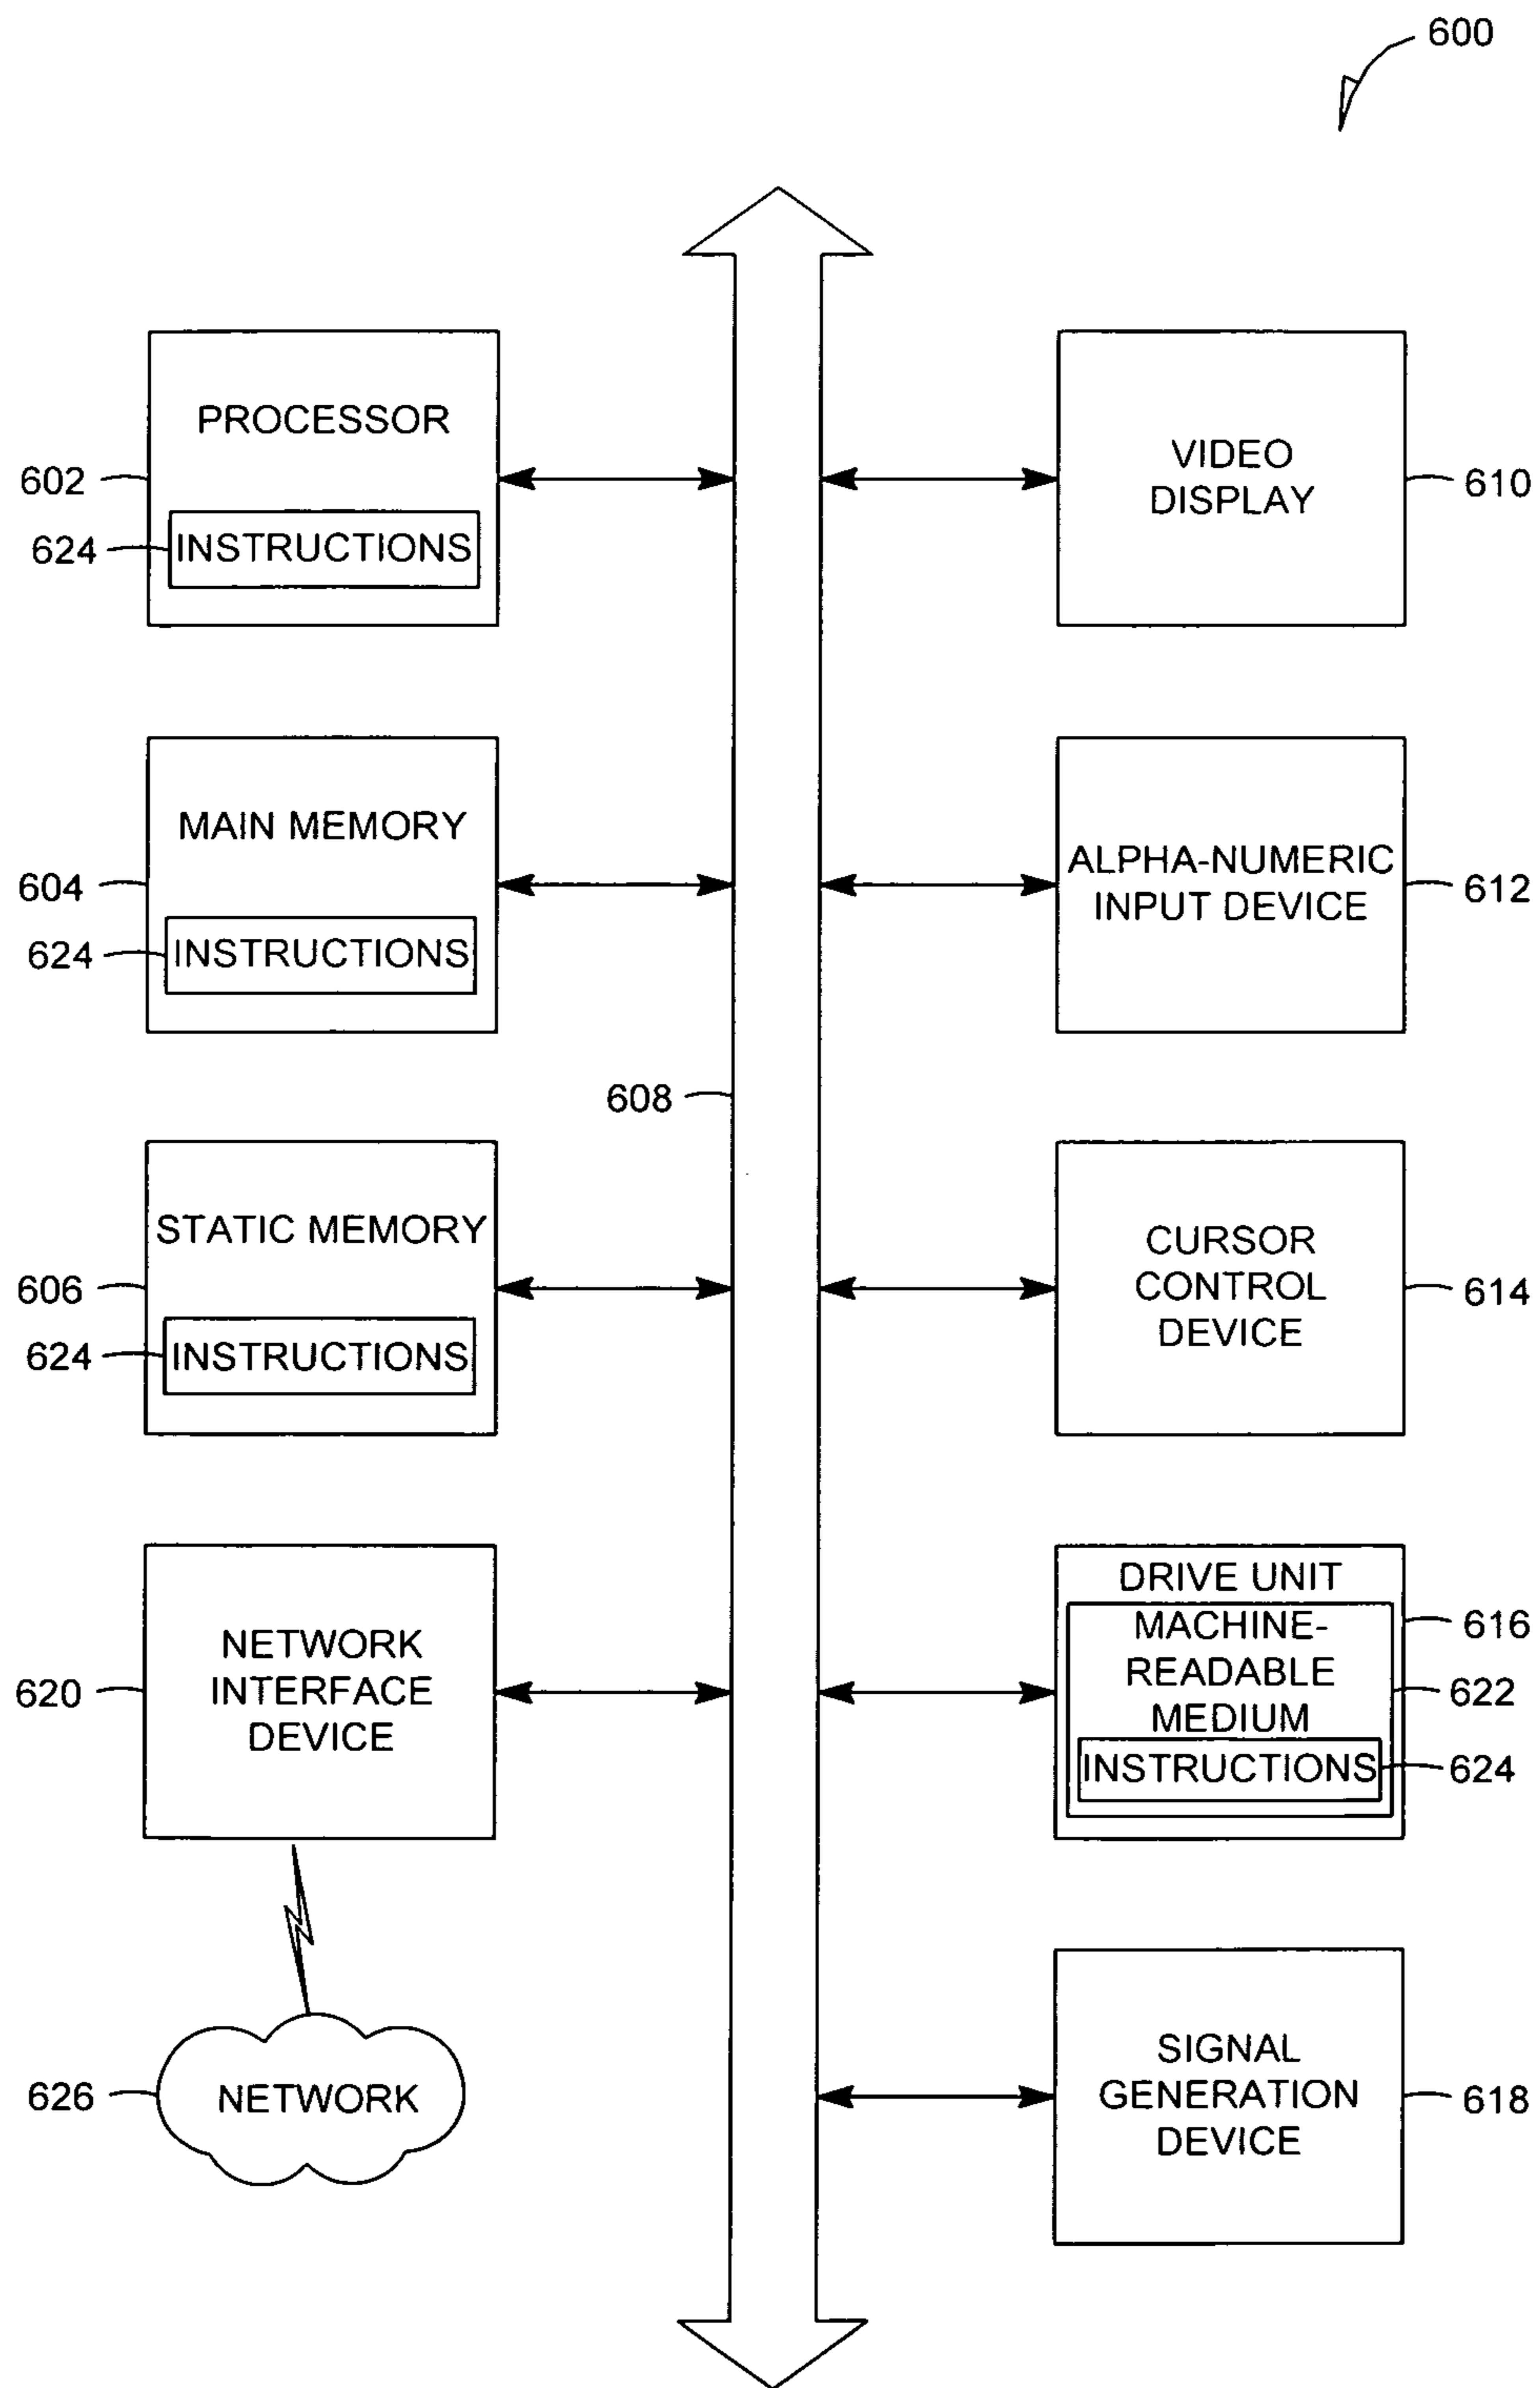 600
PROCESSOR
602
624
INSTRUCTIONS
VIDEO
DISPLAY
610
MAIN MEMORY
604
624
INSTRUCTIONS
ALPHA-NUMERIC
INPUT DEVICE
612
608
STATIC MEMORY
606
624
INSTRUCTIONS
CURSOR
CONTROL
DEVICE
614
NETWORK
INTERFACE
DEVICE
620
DRIVE UNIT
616
MACHINE-
READABLE
MEDIUM
622
INSTRUCTIONS
624
626
NETWORK
SIGNAL
GENERATION
DEVICE
618